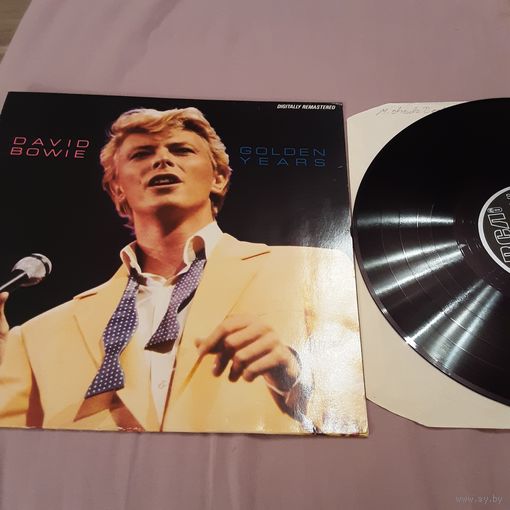 DIGITALLY REMASTERED
DAVID
BOWIE
GOLDEN
YEARS
RCA
www.ay.by